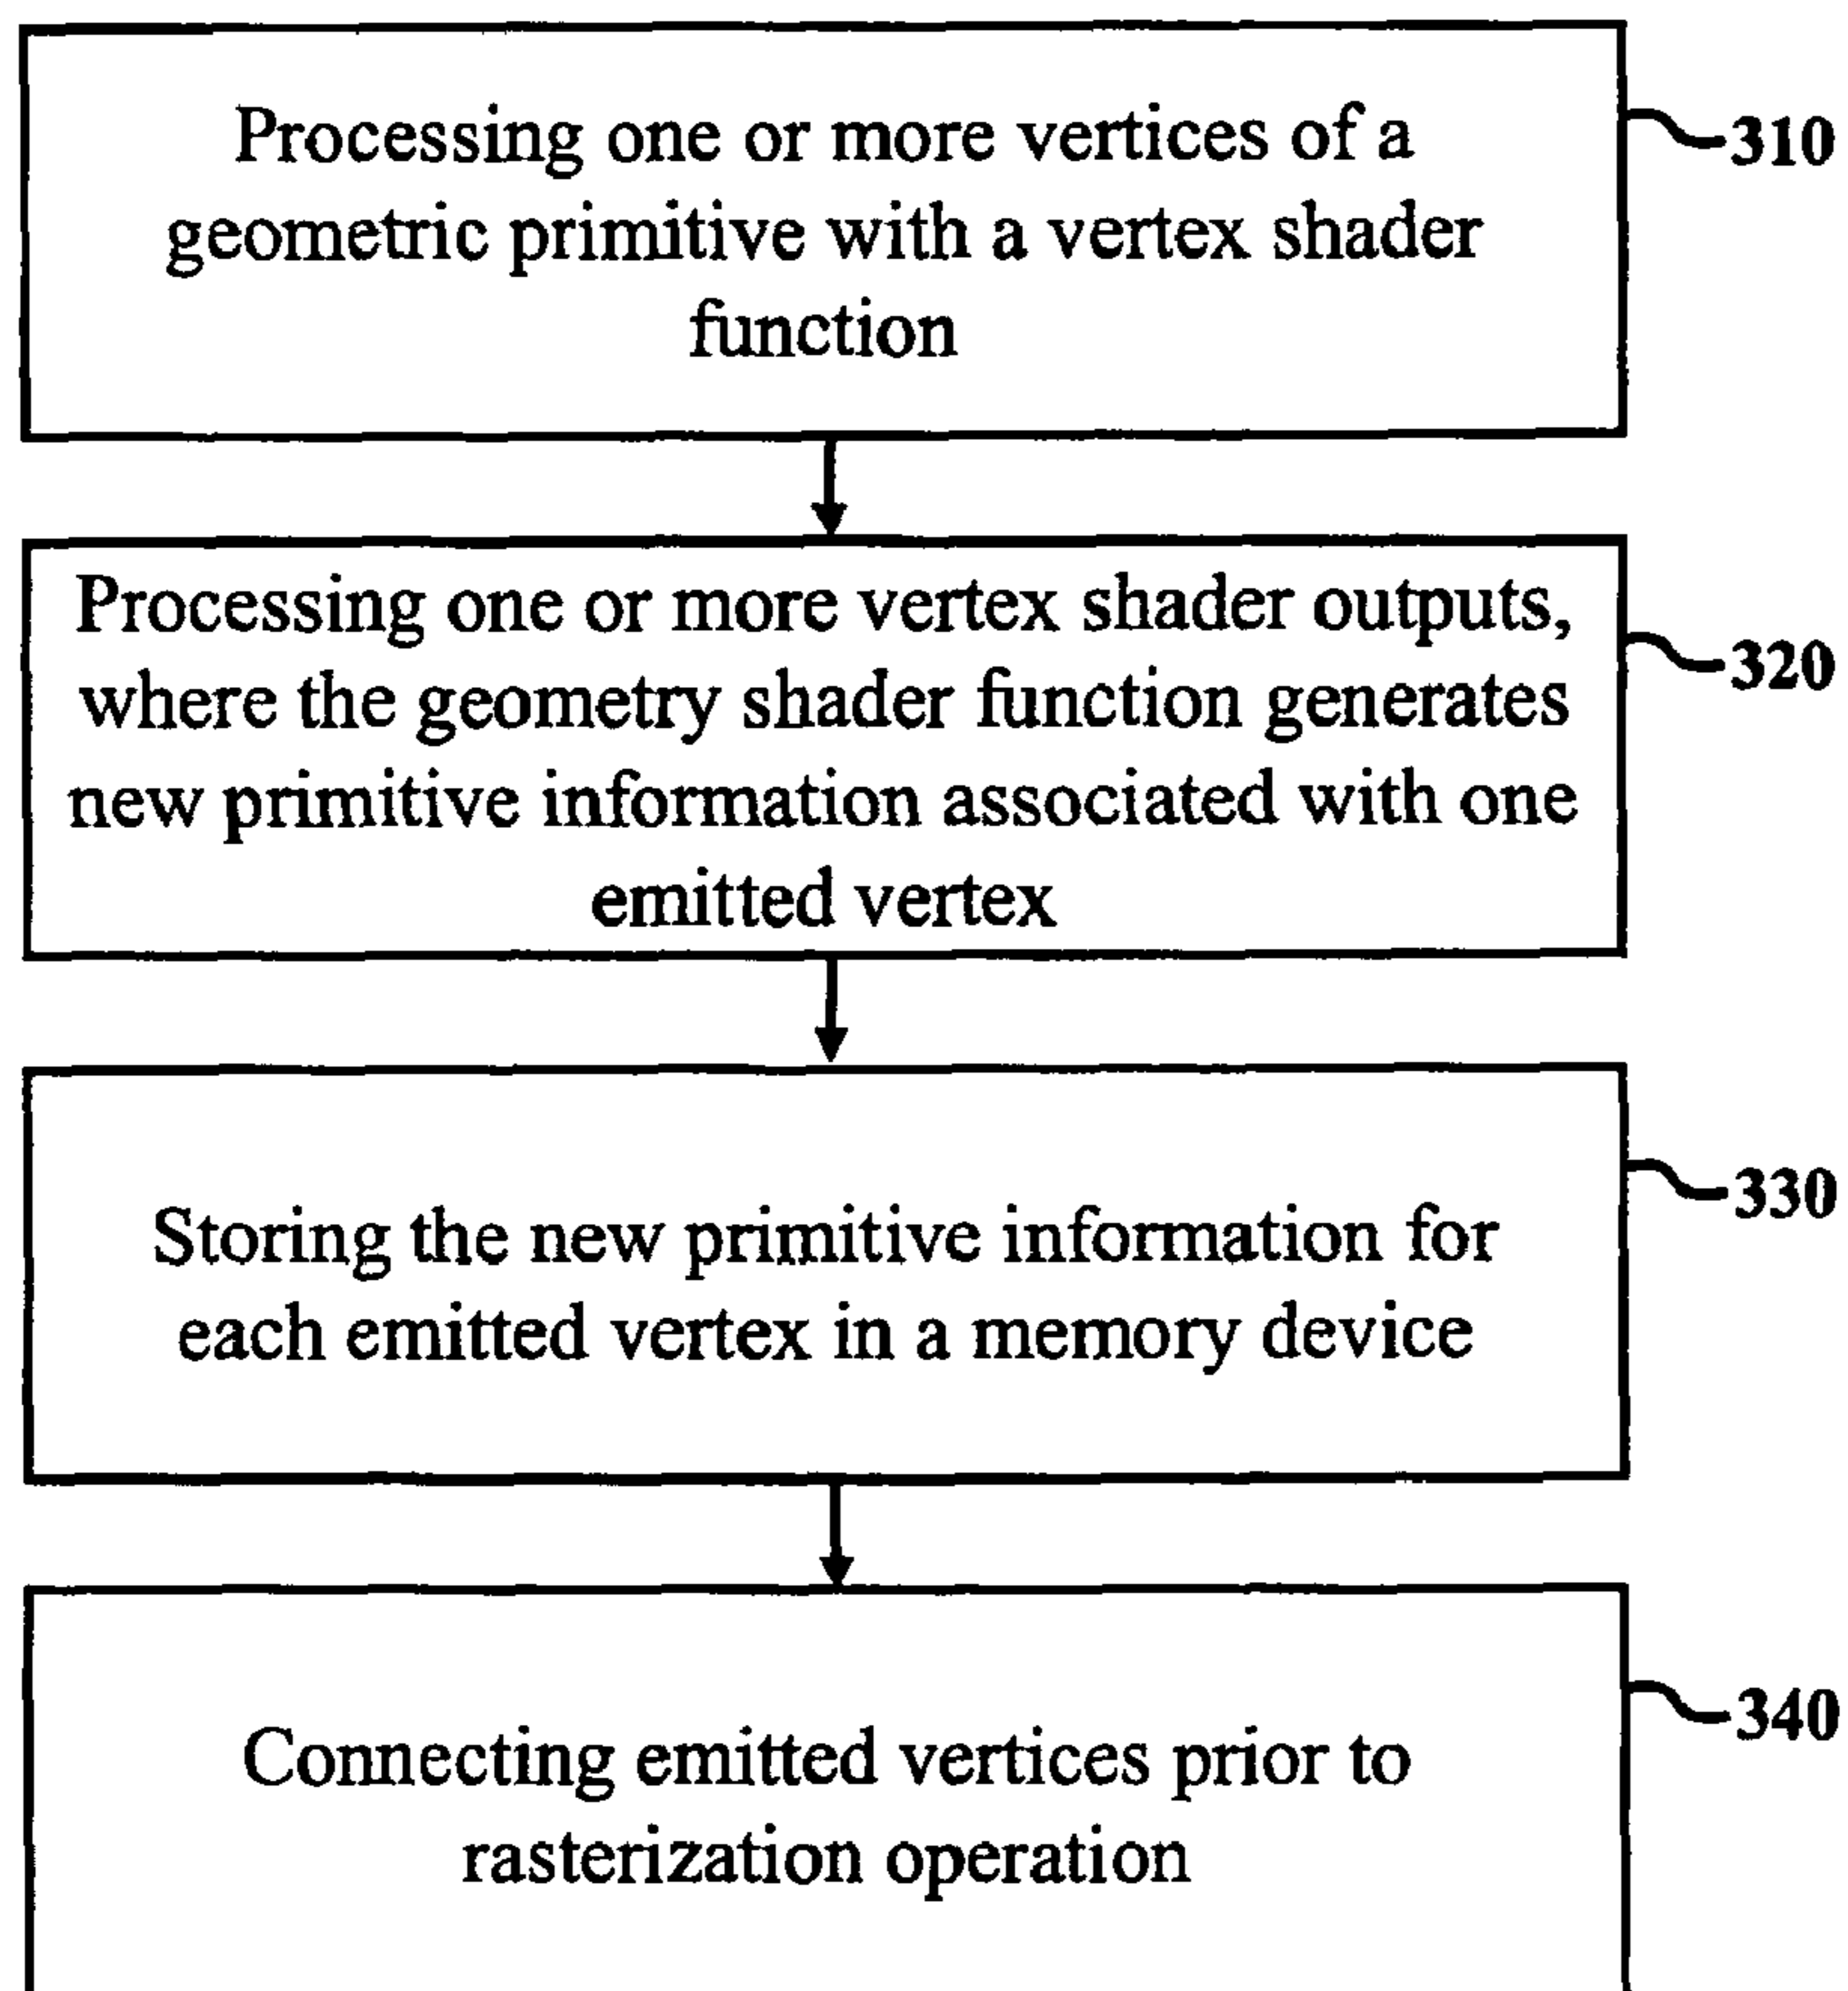 Processing one or more vertices of a
geometric primitive with a vertex shader
function
310
Processing one or more vertex shader outputs,
where the geometry shader function generates
new primitive information associated with one
emitted vertex
320
Storing the new primitive information for
each emitted vertex in a memory device
330
Connecting emitted vertices prior to
rasterization operation
340